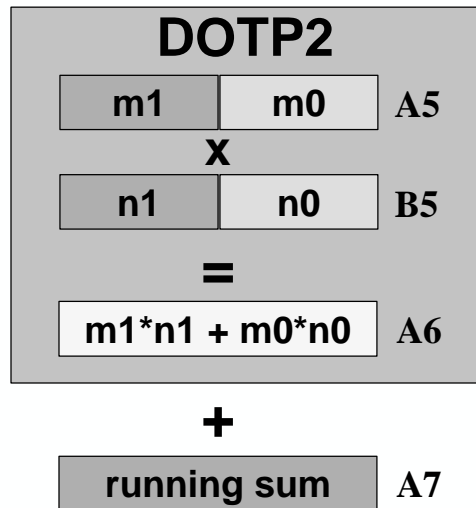 DOTP2
m1 m0 A5
x
n1 n0 B5
=
m1*n1 + m0*n0 A6
+
running sum A7